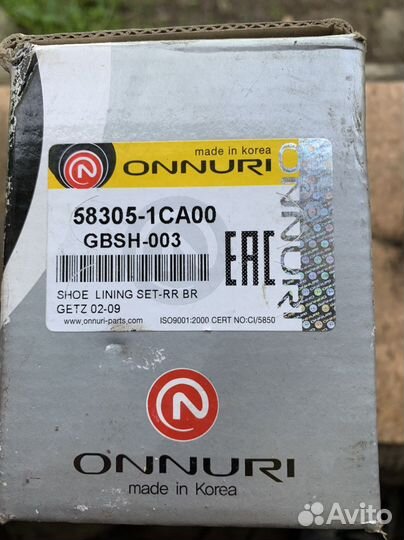 made in korea
ONNURI
58305-1CA00
GBSH-003
EAC
SHOE LINING SET-RR BR
GETZ 02-09
www.onnuri-parts.com
ISO9001:2000 CERT NO:CI/5850
ONNURI
ONNURI
made in Korea
Avito